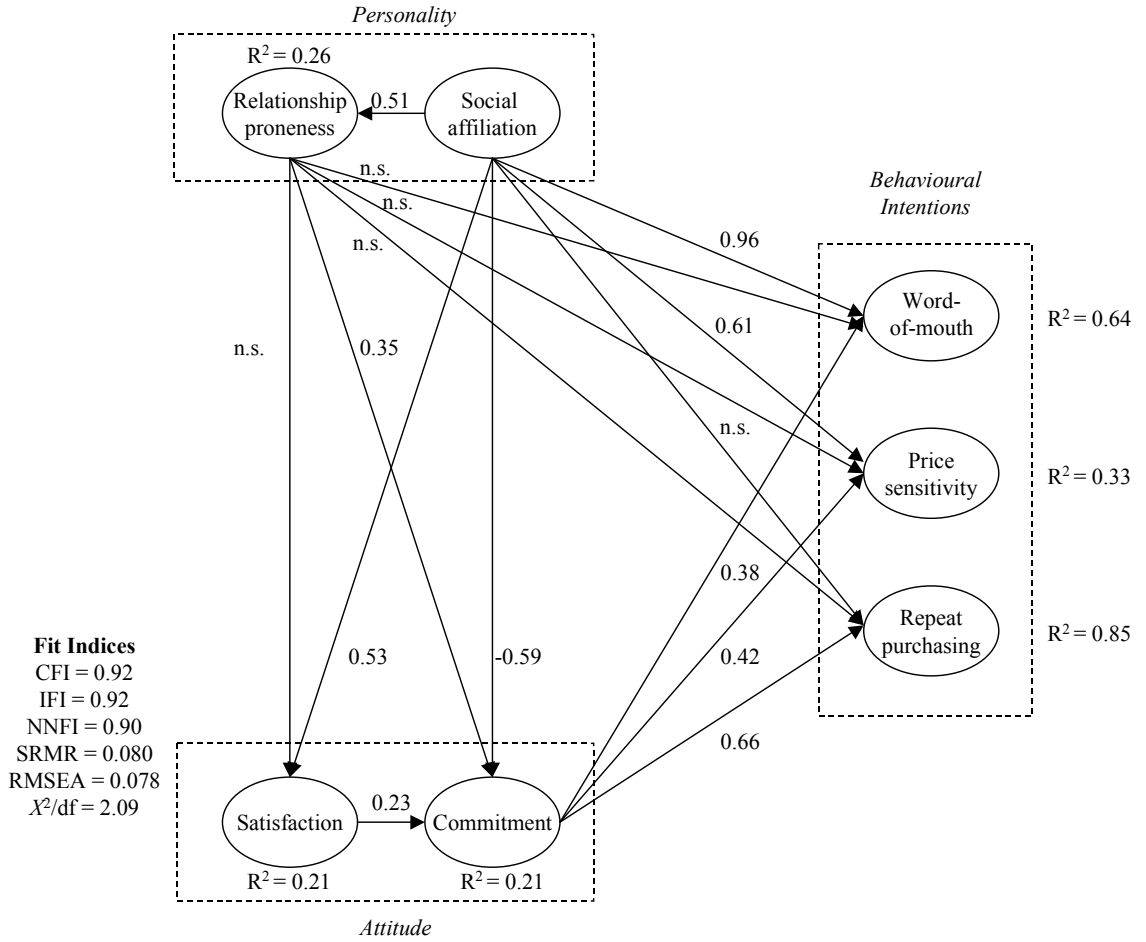 Personality
R² = 0.26
Relationship
proneness
0.51
Social
affiliation
n.s.
n.s.
n.s.
Behavioural
Intentions
0.96
Word-
of-mouth
R² = 0.64
n.s.
0.35
0.61
n.s.
Price
sensitivity
R² = 0.33
0.38
Repeat
purchasing
R² = 0.85
0.53
-0.59
0.42
0.66
Fit Indices
CFI = 0.92
IFI = 0.92
NNFI = 0.90
SRMR = 0.080
RMSEA = 0.078
X²/df = 2.09
Satisfaction
0.23
Commitment
R² = 0.21
R² = 0.21
Attitude